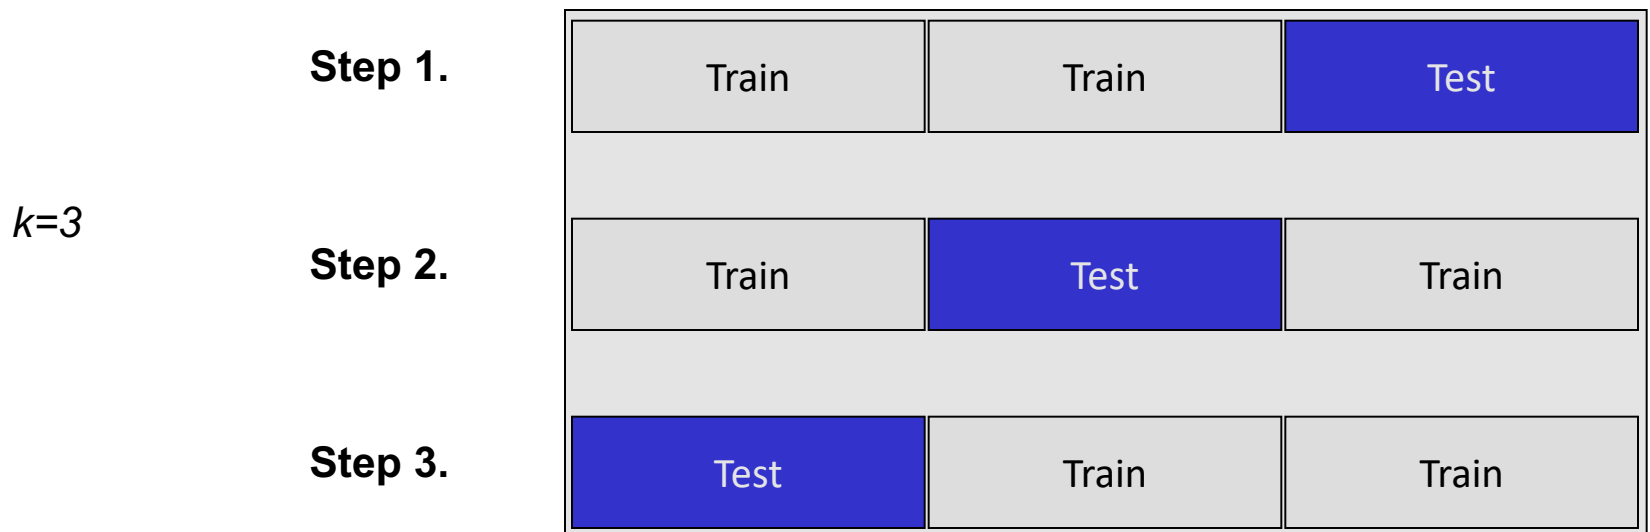 Step 1. Train Train Test
k=3
Step 2. Train Test Train
Step 3. Test Train Train